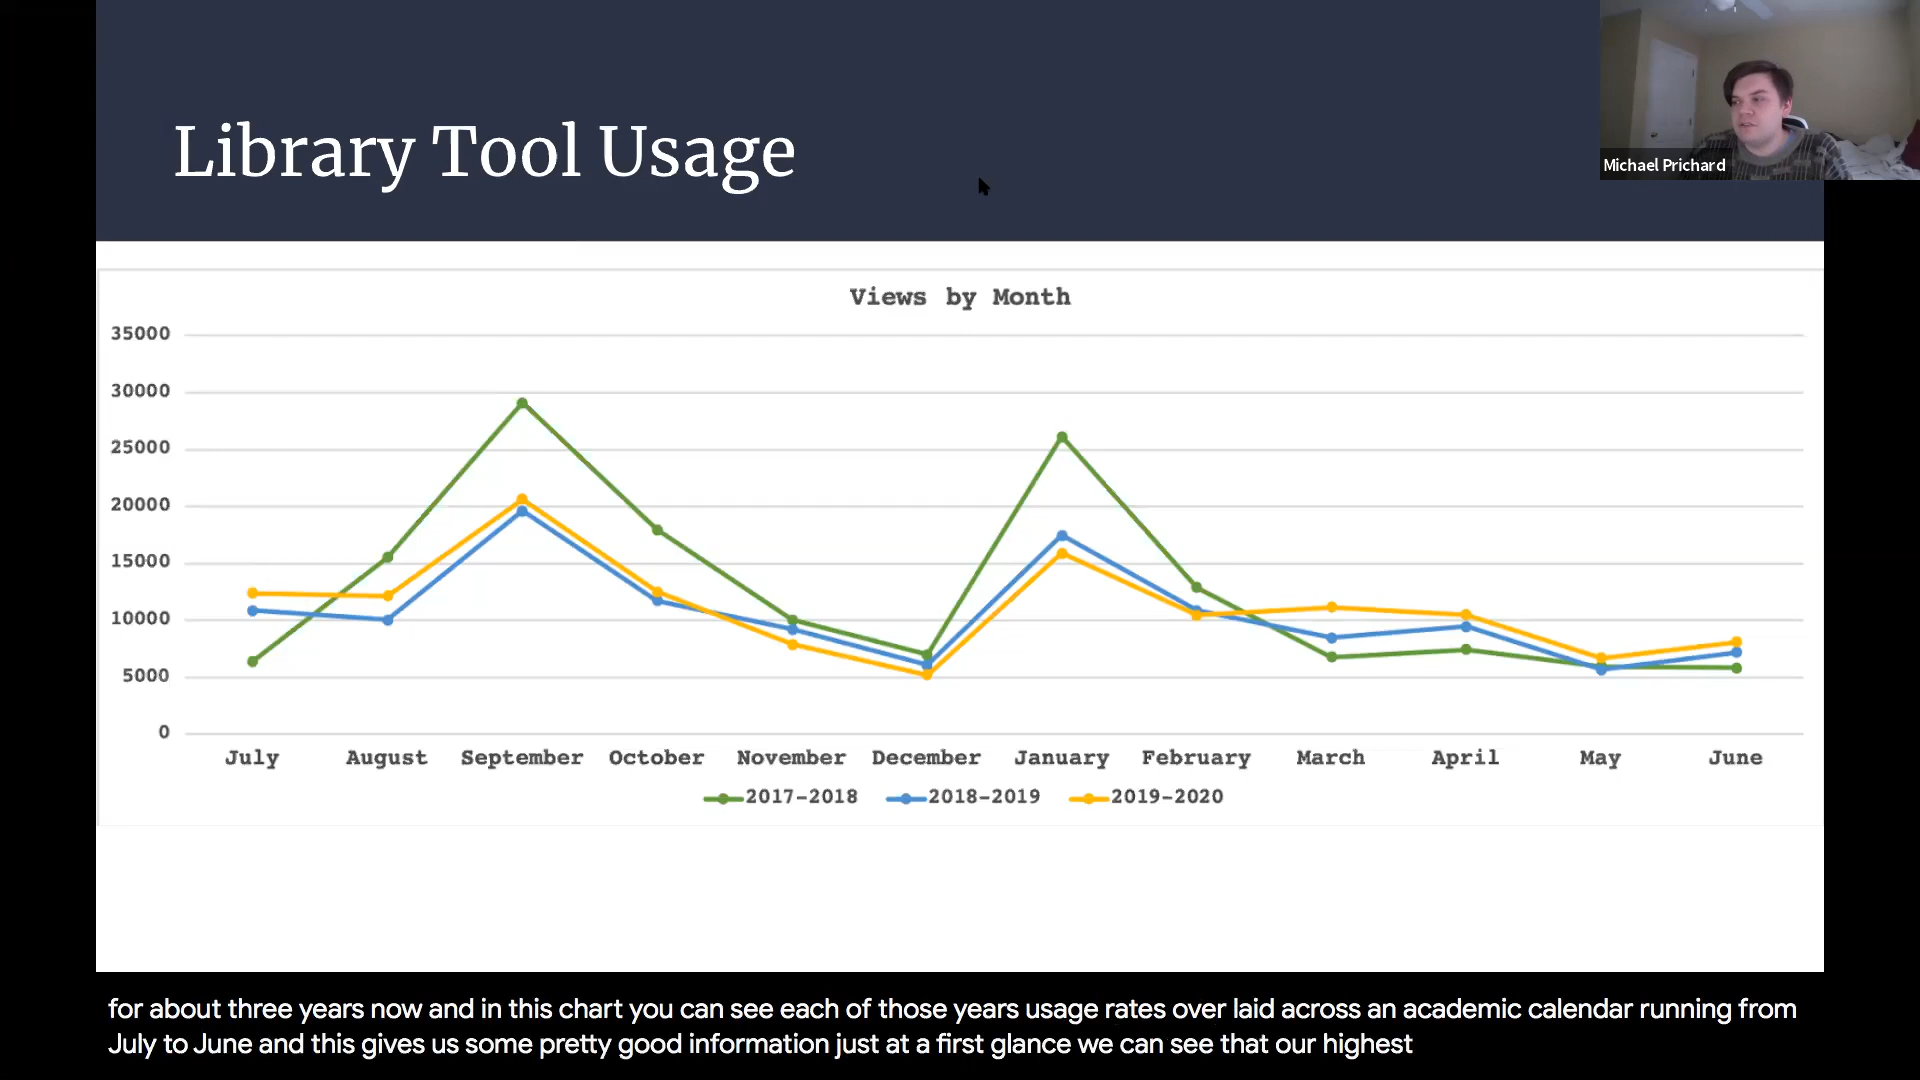 Library Tool Usage
Michael Prichard
Views by Month
35000
30000
25000
20000
15000
10000
5000
0
July August September October November December January February March April May June
2017-2018 2018-2019 2019-2020
for about three years now and in this chart you can see each of those years usage rates over laid across an academic calendar running from
July to June and this gives us some pretty good information just at a first glance we can see that our highest